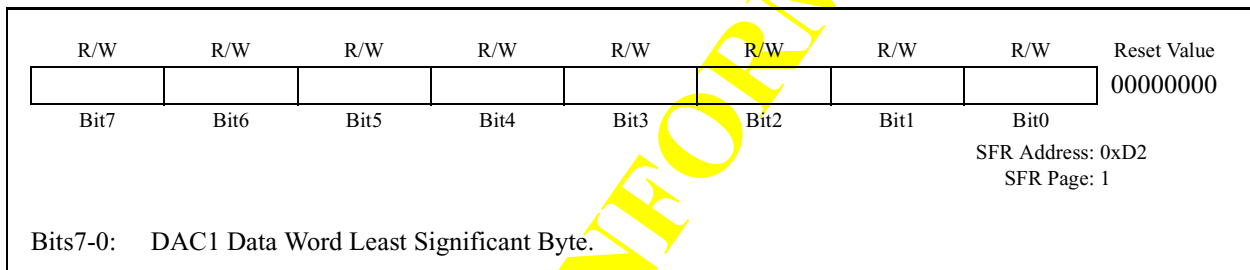 R/W R/W R/W R/W R/W R/W R/W R/W Reset Value
00000000
Bit7 Bit6 Bit5 Bit4 Bit3 Bit2 Bit1 Bit0
SFR Address: 0xD2
SFR Page: 1
Bits7-0: DAC1 Data Word Least Significant Byte.